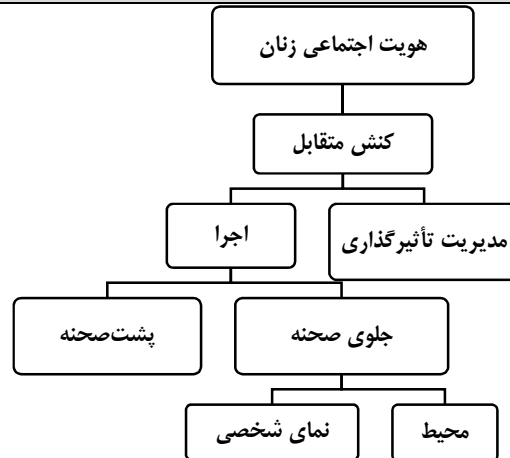 هویت اجتماعی زنان
کنش متقابل
مدیریت تأثیرگذاری
اجرا
جلوی صحنه
پشت‌صحنه
محیط
نمای شخصی